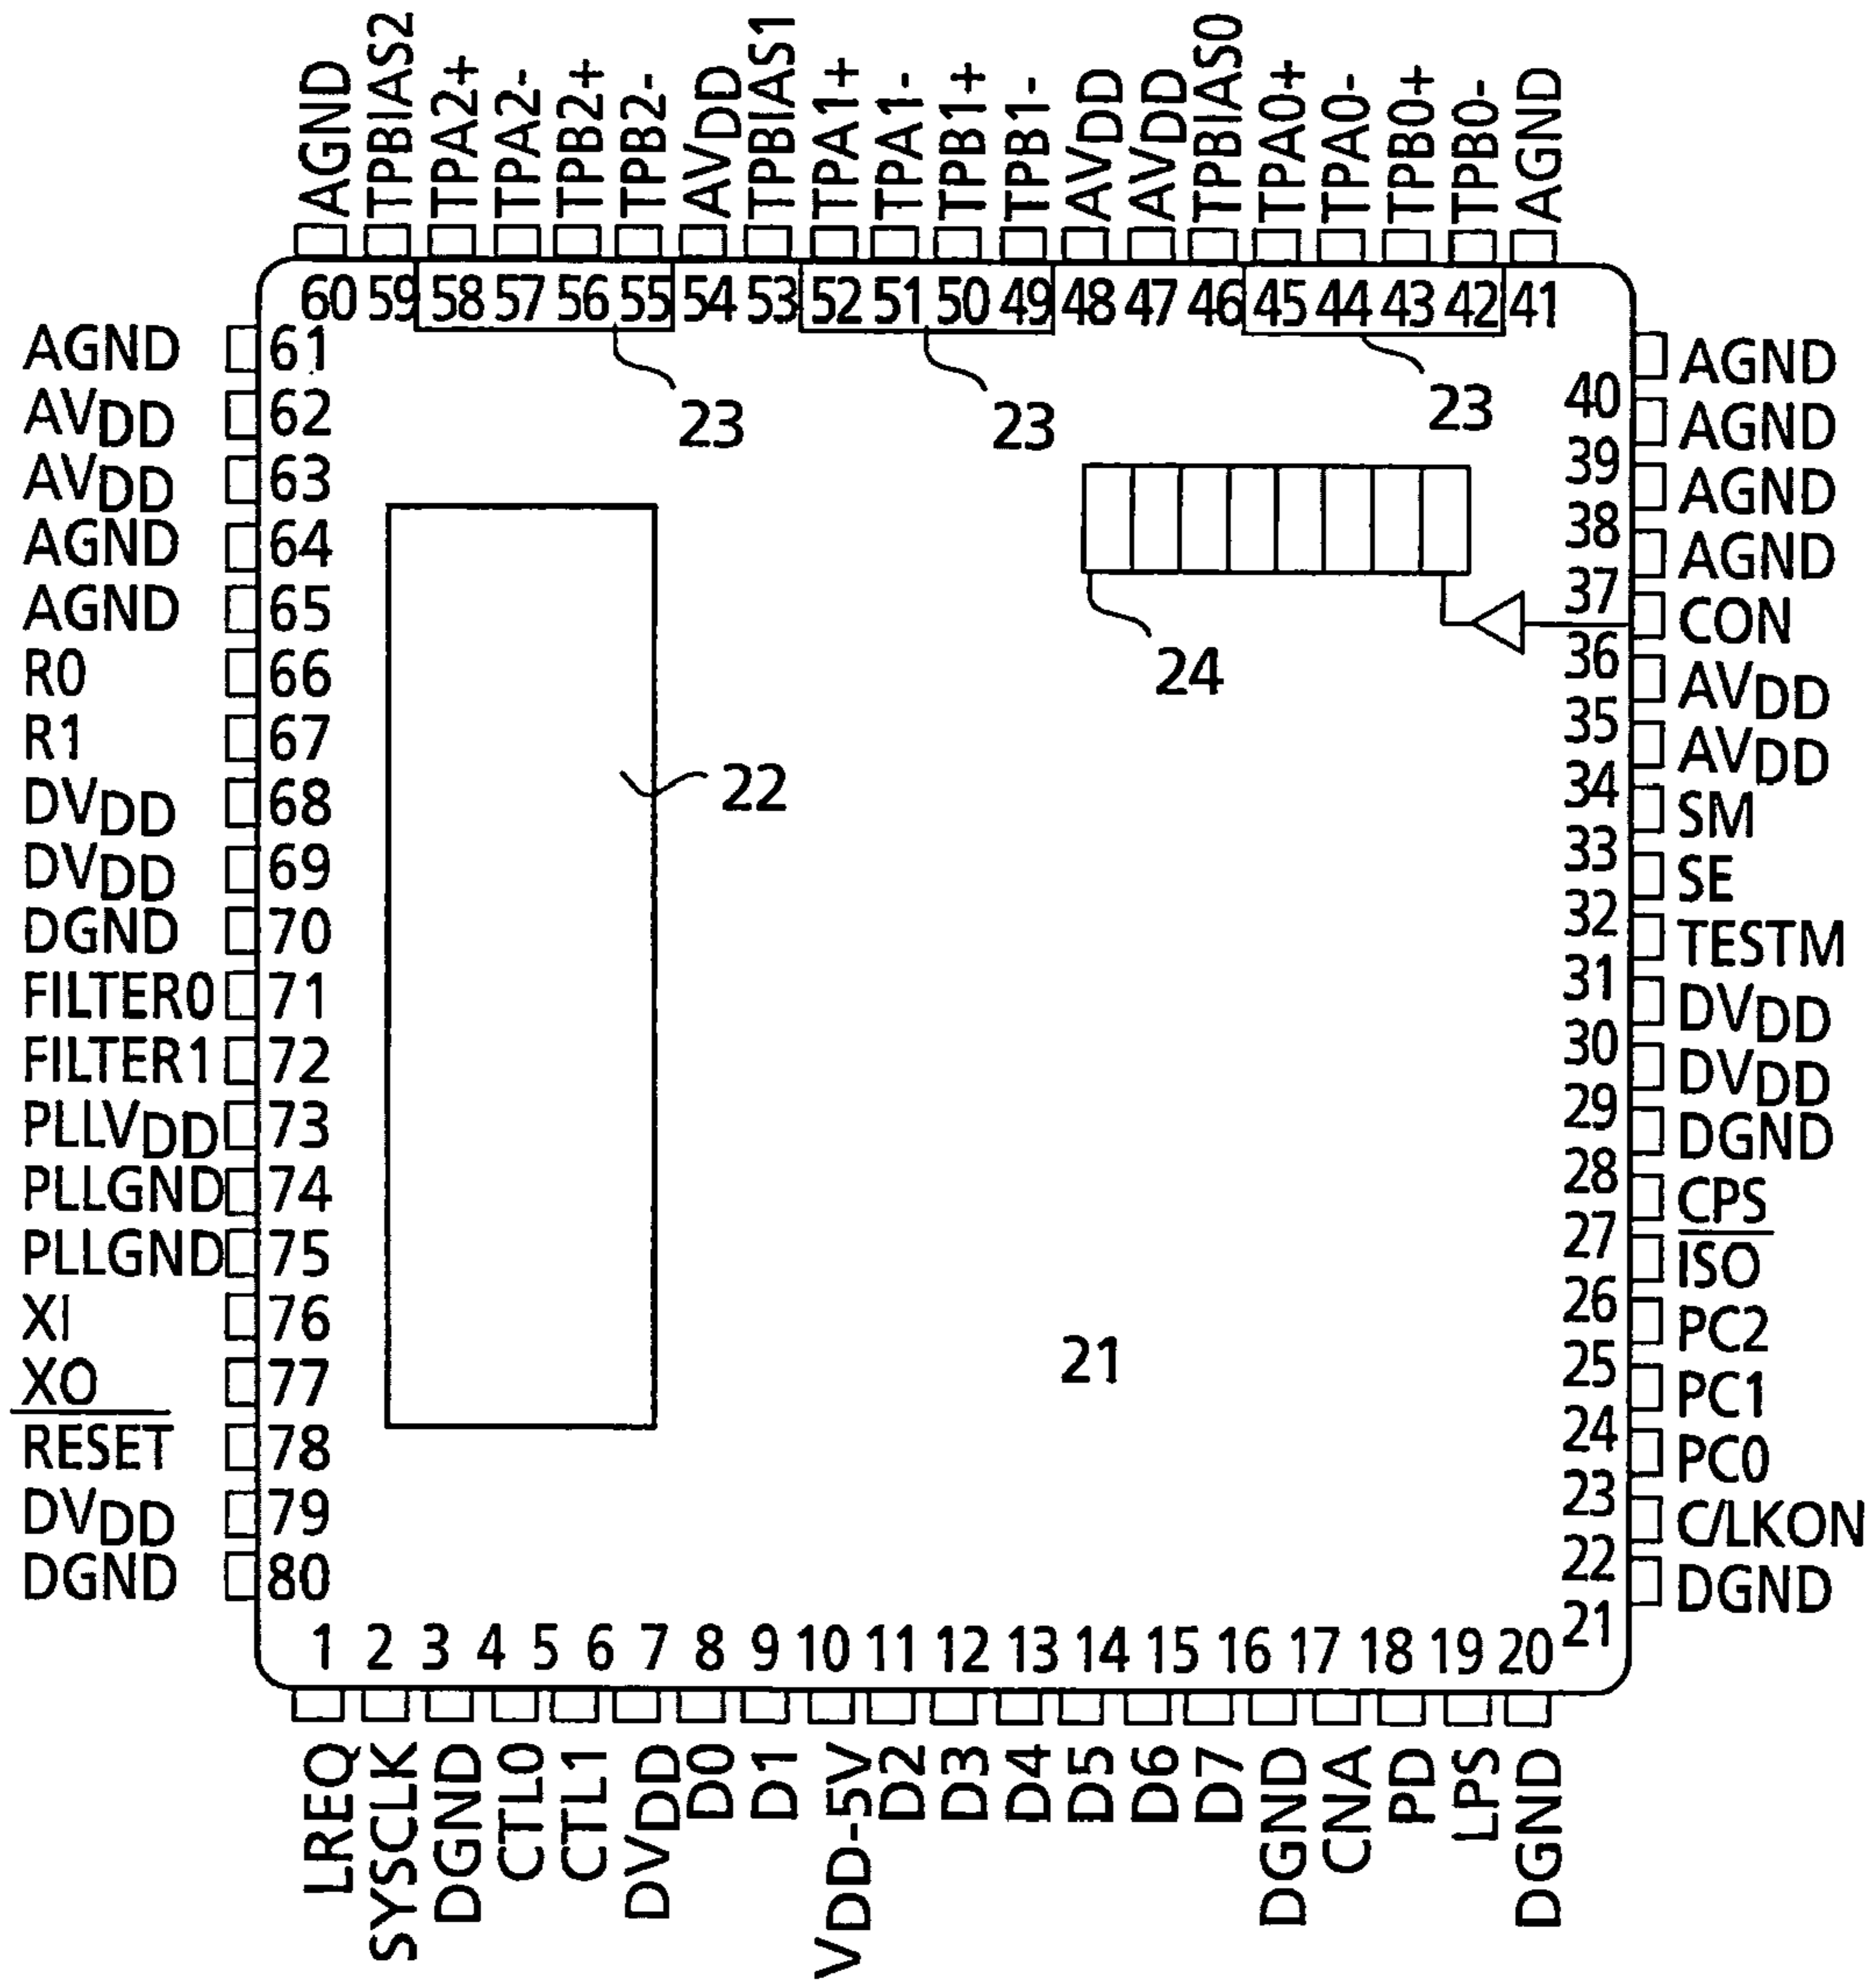 AGND TPBIAS2 TPA2+ TPA2- TPB2+ TPB2- AVDD TPBIAS1 TPA1+ TPA1- TPB1+ TPB1- AVDD AVDD TPBIAS0 TPA0+ TPA0- TPB0+ TPB0- AGND
60 59 58 57 56 55 54 53 52 51 50 49 48 47 46 45 44 43 42 41
23 23 23
AGND 61
AVDD 62
AVDD 63
AGND 64
AGND 65
R0 66
R1 67
DVDD 68
DVDD 69
DGND 70
FILTER0 71
FILTER1 72
PLLVDD 73
PLLGND 74
PLLGND 75
XI 76
XO 77
RESET 78
DVDD 79
DGND 80
24
22
21
40 AGND
39 AGND
38 AGND
37 AGND
36 CON
35 AVDD
34 AVDD
33 SM
32 SE
31 TESTM
30 DVDD
29 DVDD
28 DGND
27 CPS
26 ISO
25 PC2
24 PC1
23 PC0
22 C/LKON
21 DGND
1 2 3 4 5 6 7 8 9 10 11 12 13 14 15 16 17 18 19 20
LREQ SYSCLK DGND CTL0 CTL1 DVDD D0 D1 VDD-5V D2 D3 D4 D5 D6 D7 DGND CNA PD LPS DGND